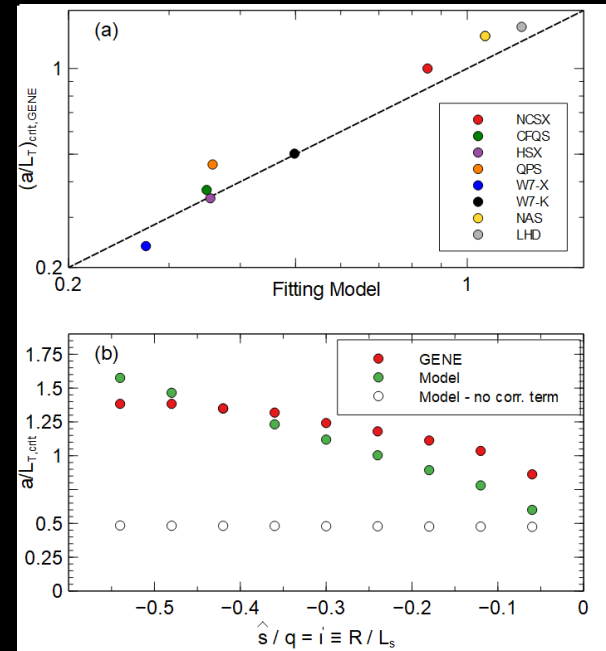 (a)
1
(a/L_T)_crit,GENE
NCSX
CFQS
HSX
QPS
W7-X
W7-K
NAS
LHD
0.2
0.2
1
Fitting Model
(b)
1.75
1.5
1.25
1
0.5
0.25
0
a/L_T,crit
GENE
Model
Model - no corr. term
−0.5
−0.4
−0.3
−0.2
−0.1
0
ŝ / q = i' ≡ R / L_s